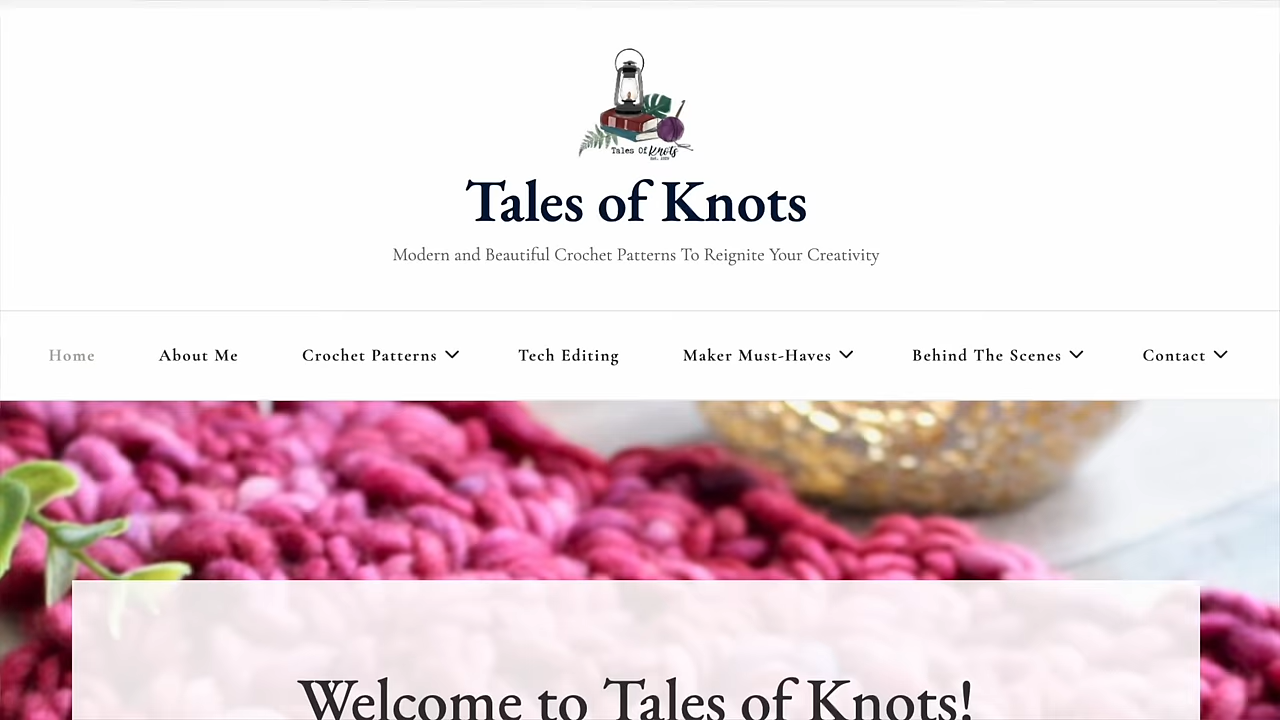 Tales Of Knots
Tales of Knots
Modern and Beautiful Crochet Patterns To Reignite Your Creativity
Home About Me Crochet Patterns Tech Editing Maker Must-Haves Behind The Scenes Contact
Welcome to Tales of Knots!